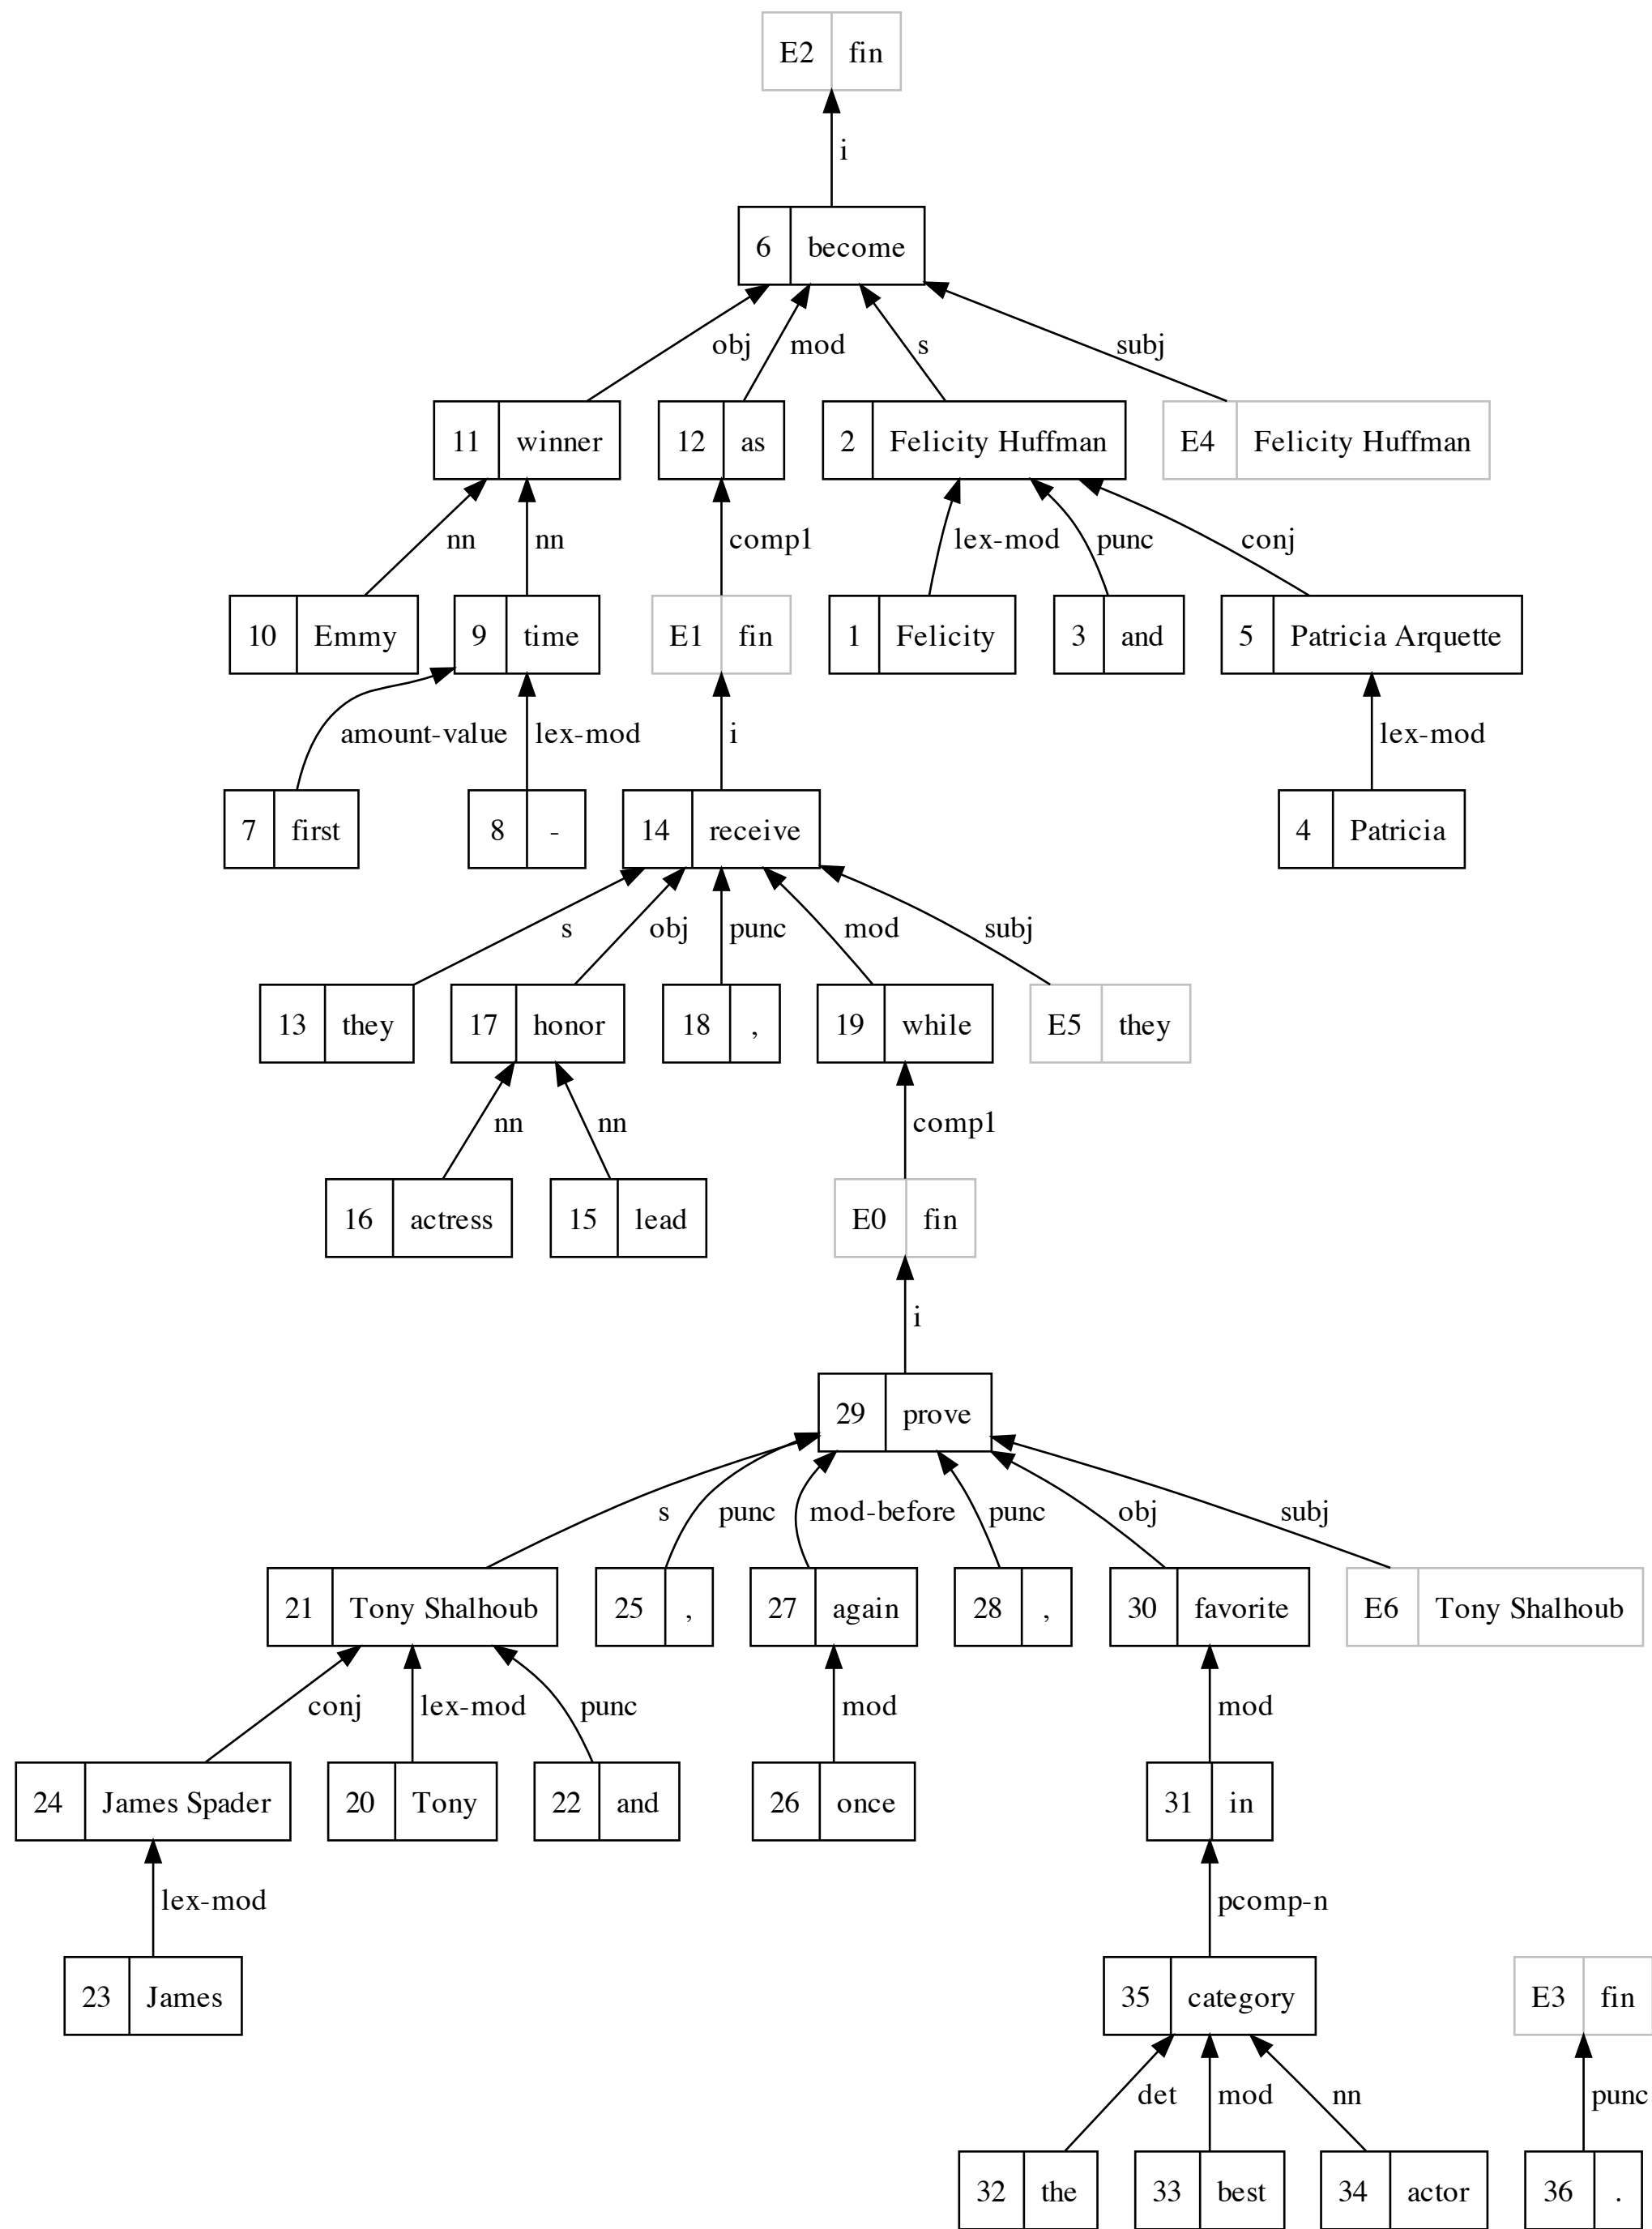 E2 fin
i
6 become
obj mod s subj
11 winner 12 as 2 Felicity Huffman E4 Felicity Huffman
nn nn comp1 lex-mod punc conj
10 Emmy 9 time E1 fin 1 Felicity 3 and 5 Patricia Arquette
amount-value lex-mod i lex-mod
7 first 8 - 14 receive 4 Patricia
s obj punc mod subj
13 they 17 honor 18 , 19 while E5 they
nn nn comp1
16 actress 15 lead E0 fin
i
29 prove
s punc mod-before punc obj subj
21 Tony Shalhoub 25 , 27 again 28 , 30 favorite E6 Tony Shalhoub
conj lex-mod punc mod mod
24 James Spader 20 Tony 22 and 26 once 31 in
lex-mod pcomp-n
23 James 35 category E3 fin
det mod nn punc
32 the 33 best 34 actor 36 .